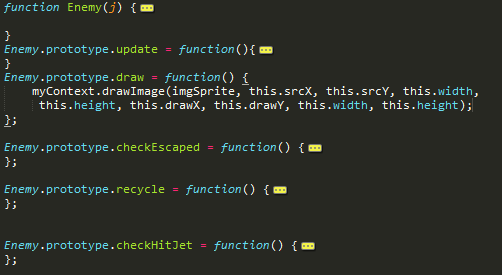 function Enemy(j) {
}
Enemy.prototype.update = function(){
}
Enemy.prototype.draw = function() {
myContext.drawImage(imgSprite, this.srcX, this.srcY, this.width,
this.height, this.drawX, this.drawY, this.width, this.height);
};
Enemy.prototype.checkEscaped = function() {
};
Enemy.prototype.recycle = function() {
};
Enemy.prototype.checkHitJet = function() {
};